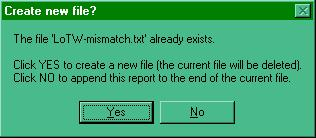 Create new file?
The file 'LoTW-mismatch.txt' already exists.
Click YES to create a new file (the current file will be deleted).
Click NO to append this report to the end of the current file.
Yes
No